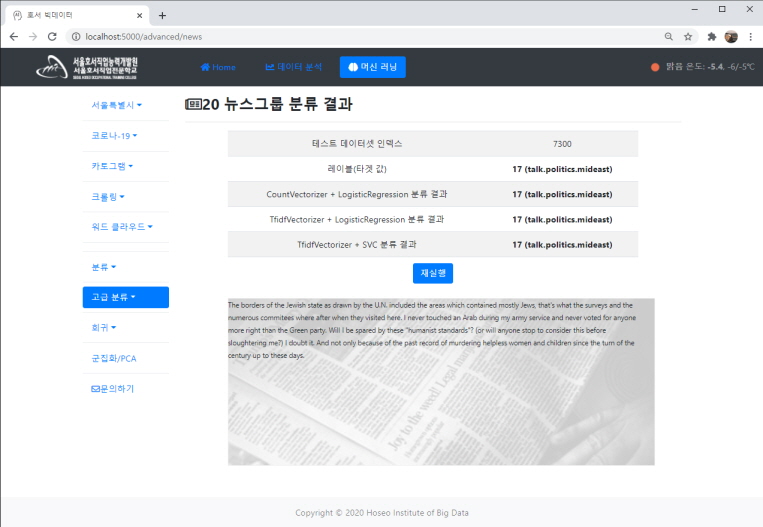 호서 빅데이터
localhost:5000/advanced/news
서울호서직업능력개발원
서울호서직업전문학교
Home
데이터 분석
머신 러닝
맑음 온도: -5.4, -6/-5℃
서울특별시
코로나-19
카토그램
크롤링
워드 클라우드
분류
고급 분류
회귀
군집화/PCA
문의하기
20 뉴스그룹 분류 결과
테스트 데이터셋 인덱스 7300
레이블(타겟 값) 17 (talk.politics.mideast)
CountVectorizer + LogisticRegression 분류 결과 17 (talk.politics.mideast)
TfidfVectorizer + LogisticRegression 분류 결과 17 (talk.politics.mideast)
TfidfVectorizer + SVC 분류 결과 17 (talk.politics.mideast)
재실행
The borders of the Jewish state as drawn by the U.N. included the areas which contained mostly Jews, that's what the surveys and the
numerous commitees where after when they visited here. I never touched an Arab during my army service and never voted for anyone
more right than the Green party. Will I be spared by these "humanist standards"? (or will anyone stop to consider this before
sloughtering me?) I doubt it. And not only because of the past record of murdering helpless women and children since the turn of the
century up to these days.
Joy to the weed! Legal
Copyright © 2020 Hoseo Institute of Big Data